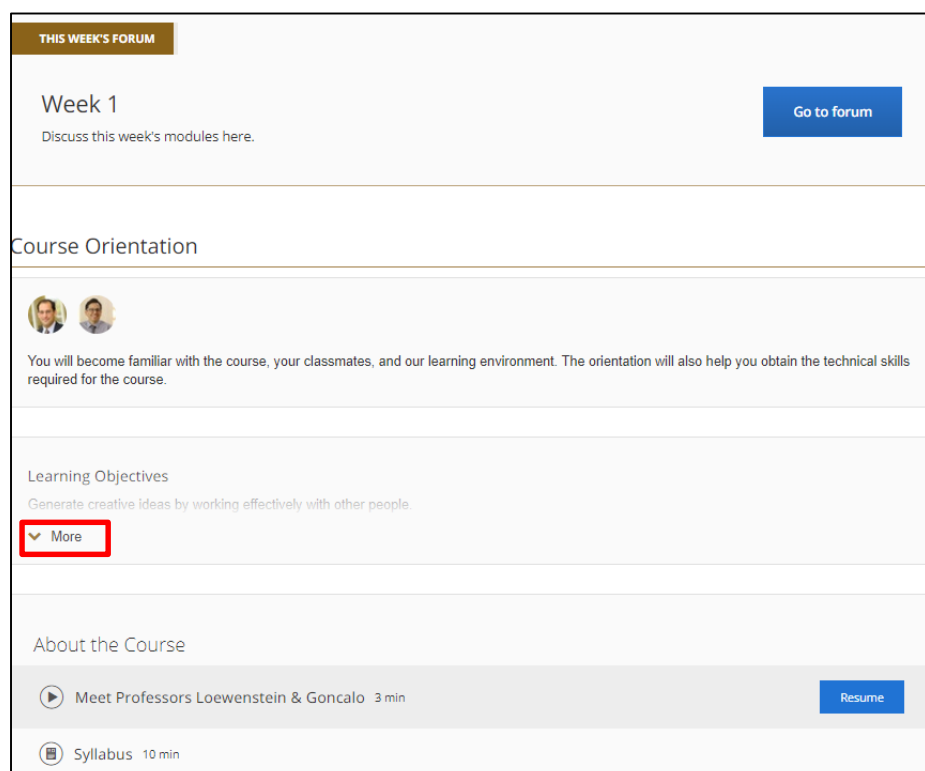 THIS WEEK'S FORUM
Week 1
Go to forum
Discuss this week's modules here.
Course Orientation
You will become familiar with the course, your classmates, and our learning environment. The orientation will also help you obtain the technical skills
required for the course.
Learning Objectives
Generate creative ideas by working effectively with other people.
More
About the Course
Meet Professors Loewenstein & Goncalo 3 min
Resume
Syllabus 10 min